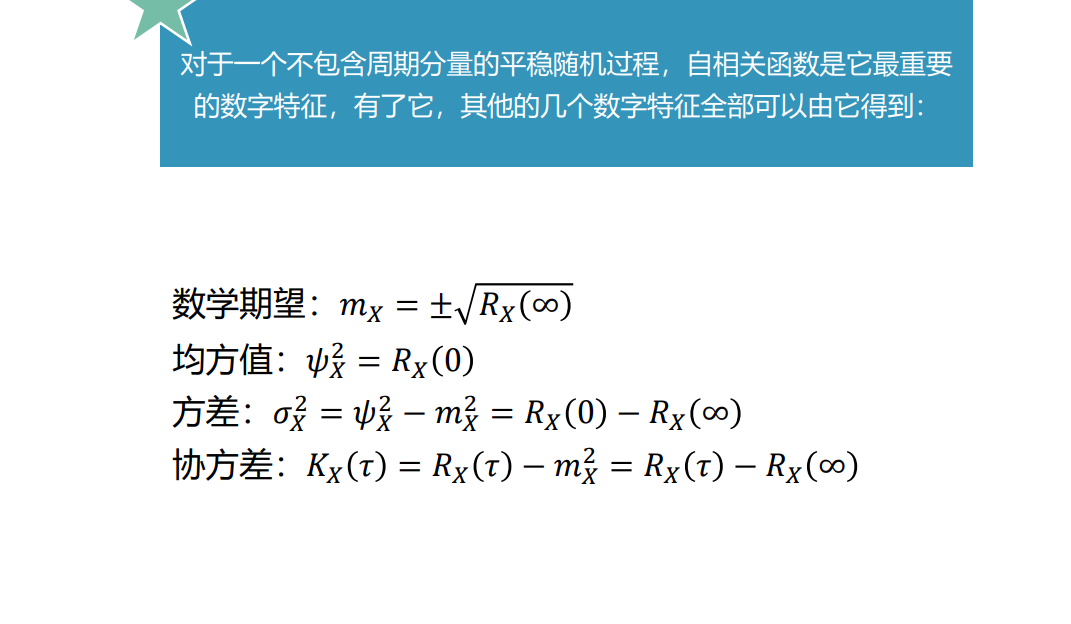 对于一个不包含周期分量的平稳随机过程，自相关函数是它最重要
的数字特征，有了它，其他的几个数字特征全部可以由它得到：
数学期望：$m_X = \pm\sqrt{R_X(\infty)}$
均方值：$\psi_X^2 = R_X(0)$
方差：$\sigma_X^2 = \psi_X^2 - m_X^2 = R_X(0) - R_X(\infty)$
协方差：$K_X(\tau) = R_X(\tau) - m_X^2 = R_X(\tau) - R_X(\infty)$